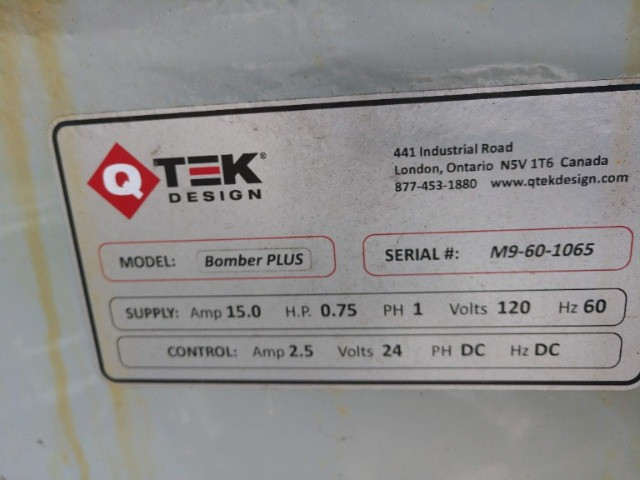 Q TEK®
DESIGN
441 Industrial Road
London, Ontario N5V 1T6 Canada
877-453-1880 www.qtekdesign.com
MODEL: Bomber PLUS
SERIAL #: M9-60-1065
SUPPLY: Amp 15.0 H.P. 0.75 PH 1 Volts 120 Hz 60
CONTROL: Amp 2.5 Volts 24 PH DC Hz DC